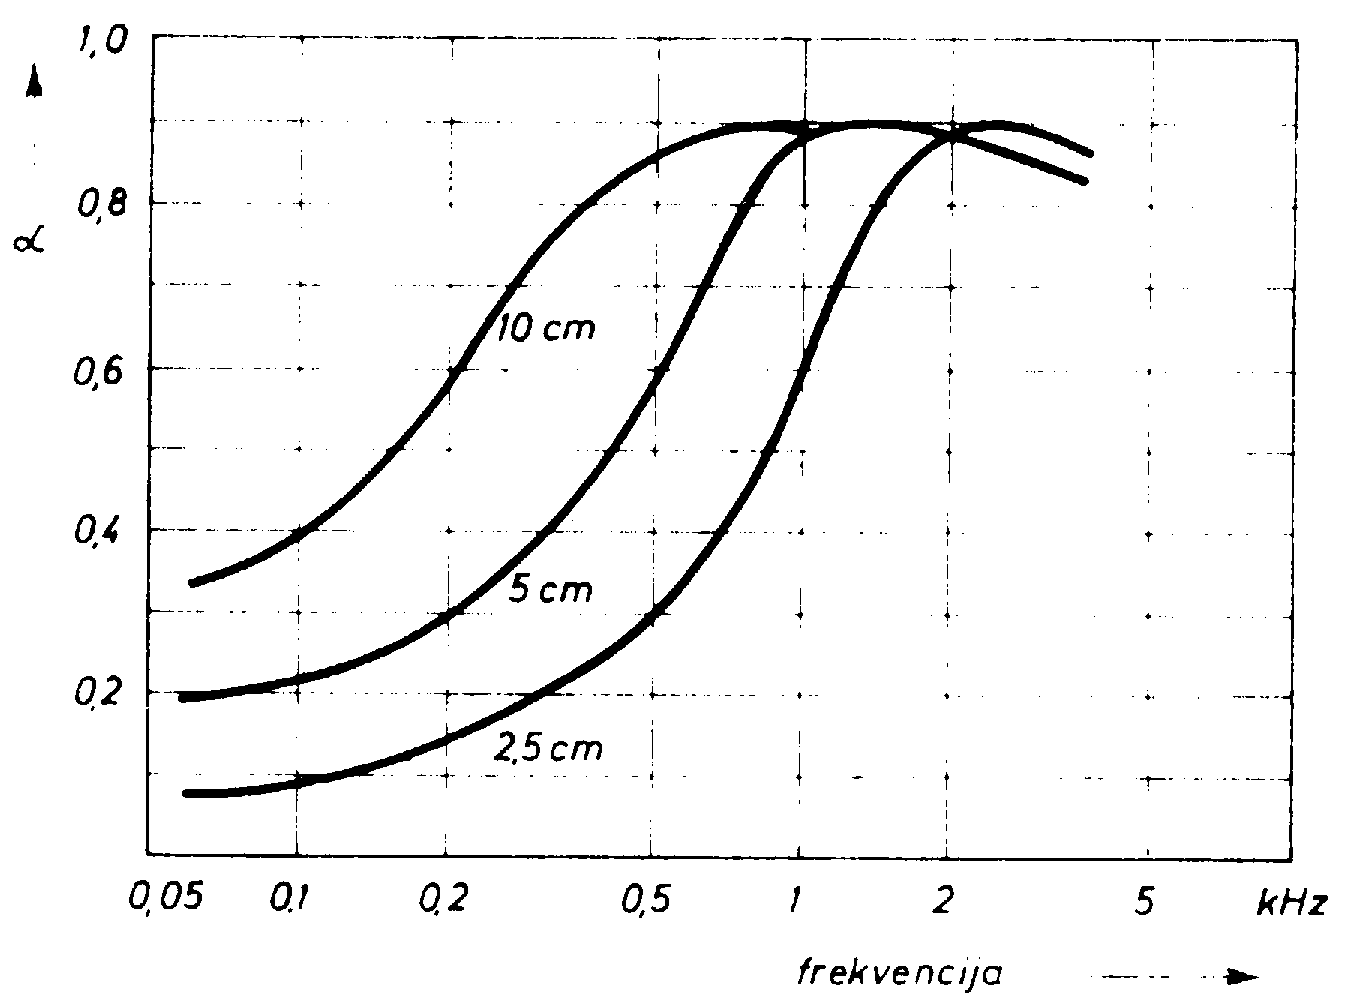 1,0
0,8
α
10 cm
0,6
0,4
5 cm
0,2
2,5 cm
0,05 0,1 0,2 0,5 1 2 5 kHz
frekvencija